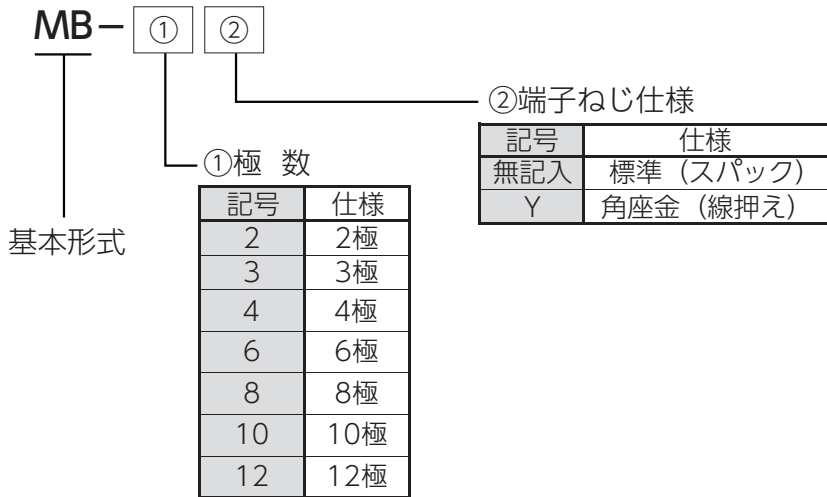 MB－ ① ②
②端子ねじ仕様
記号 仕様
無記入 標準（スパック）
Y 角座金（線押え）
①極 数
記号 仕様
2 2極
3 3極
4 4極
6 6極
8 8極
10 10極
12 12極
基本形式